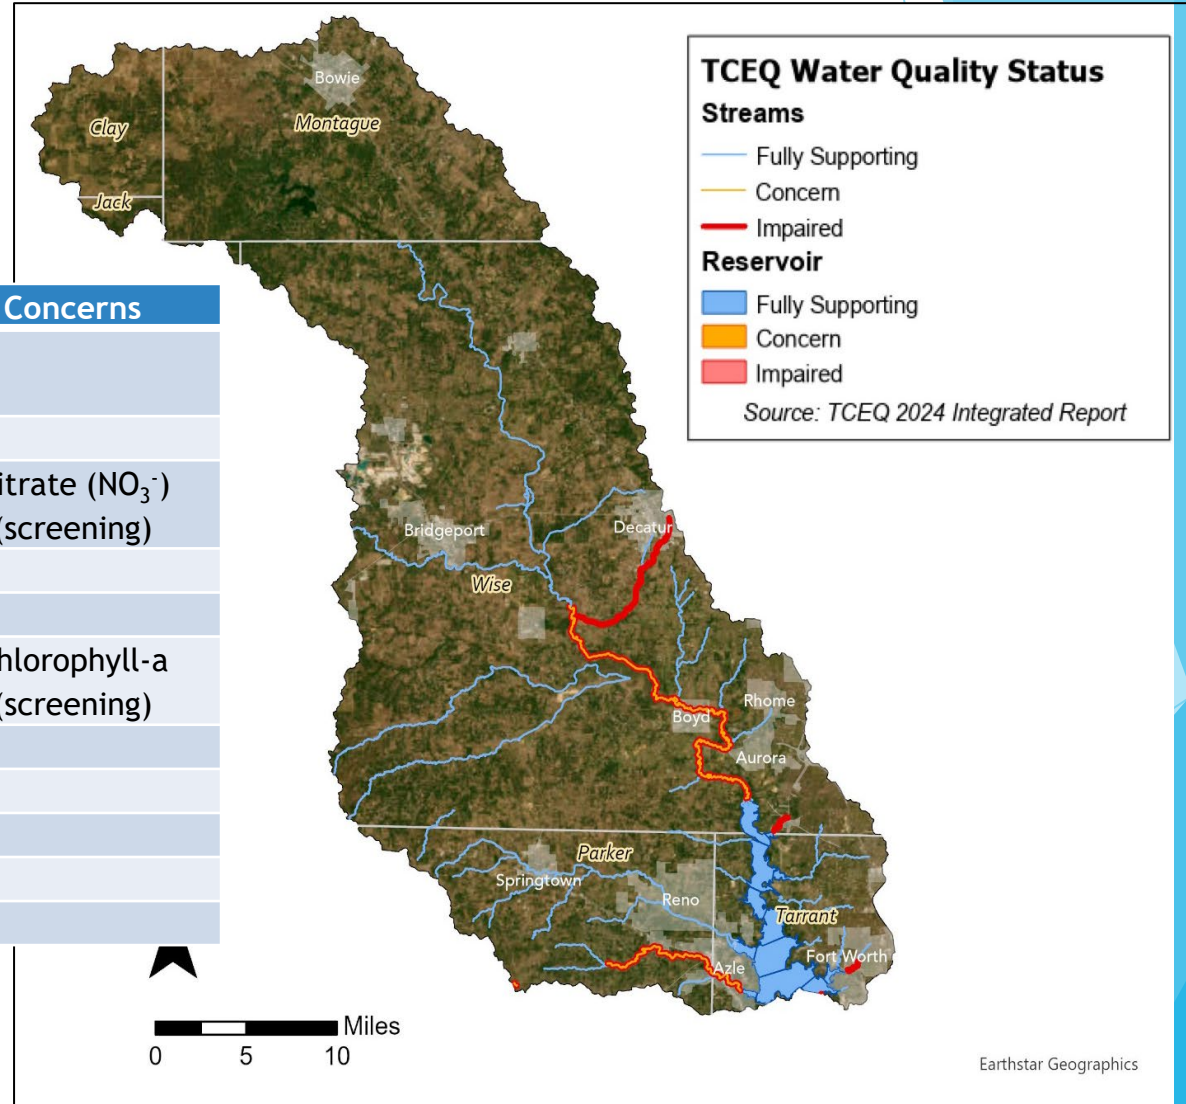 TCEQ Water Quality Status
Streams
Fully Supporting
Concern
Impaired
Reservoir
Fully Supporting
Concern
Impaired
Source: TCEQ 2024 Integrated Report
Concerns
itrate (NO₃⁻)
(screening)
hlorophyll-a
(screening)
Bowie
Clay
Montague
Jack
Bridgeport
Decatur
Wise
Rhome
Boyd
Aurora
Parker
Springtown
Reno
Tarrant
Fort Worth
Azle
Miles
0 5 10
Earthstar Geographics